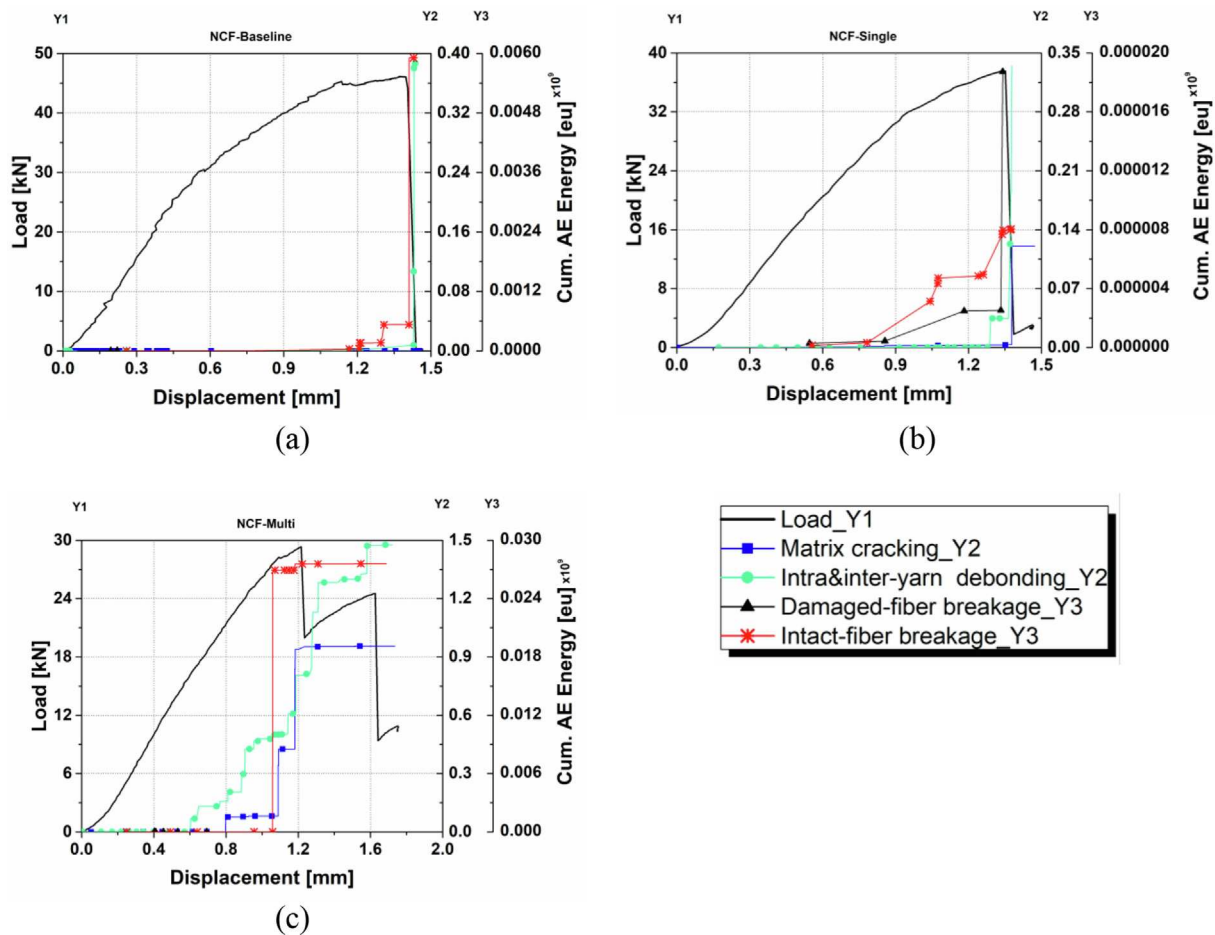 Y1 Y2 Y3
NCF-Baseline
50 0.40 0.0060
40 0.32 0.0048
30 0.24 0.0036
20 0.16 0.0024
10 0.08 0.0012
0 0.00 0.0000
0.0 0.3 0.6 0.9 1.2 1.5
Load [kN]
Cum. AE Energy [eu] x10⁹
Displacement [mm]
(a)
Y1 Y2 Y3
NCF-Single
40 0.35 0.000020
36 0.28 0.000016
24 0.21 0.000012
16 0.14 0.000008
8 0.07 0.000004
0 0.00 0.000000
0.0 0.3 0.6 0.9 1.2 1.5
Load [kN]
Cum. AE Energy [eu] x10⁹
Displacement [mm]
(b)
Y1 Y2 Y3
NCF-Multi
30 1.5 0.030
24 1.2 0.024
18 0.9 0.018
12 0.6 0.012
6 0.3 0.006
0 0.0 0.000
0.0 0.4 0.8 1.2 1.6 2.0
Load [kN]
Cum. AE Energy [eu] x10⁹
Displacement [mm]
(c)
Load_Y1
Matrix cracking_Y2
Intra&inter-yarn debonding_Y2
Damaged-fiber breakage_Y3
Intact-fiber breakage_Y3